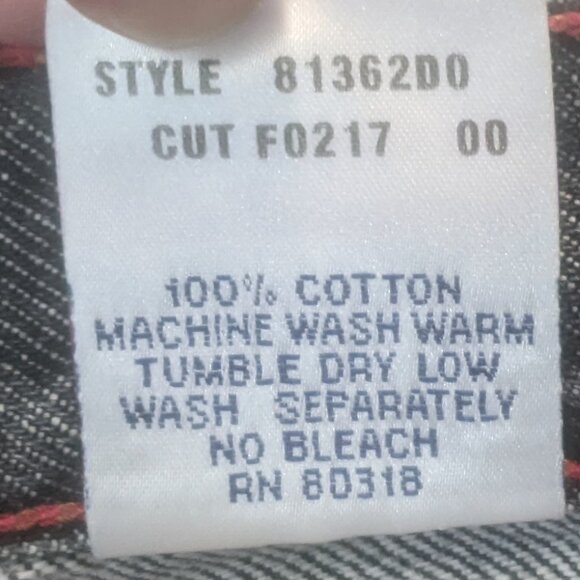 STYLE 81362D0
CUT F0217 00
100% COTTON
MACHINE WASH WARM
TUMBLE DRY LOW
WASH SEPARATELY
NO BLEACH
RN 80318